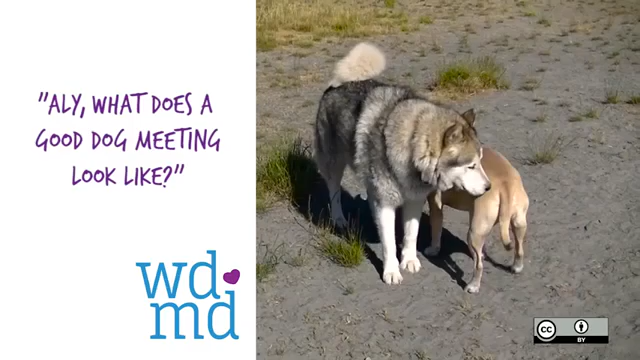 "ALY, WHAT DOES A
GOOD DOG MEETING
LOOK LIKE?"
wd
md
cc
BY